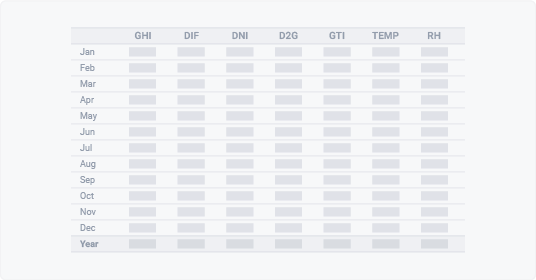 GHI DIF DNI D2G GTI TEMP RH
Jan
Feb
Mar
Apr
May
Jun
Jul
Aug
Sep
Oct
Nov
Dec
Year